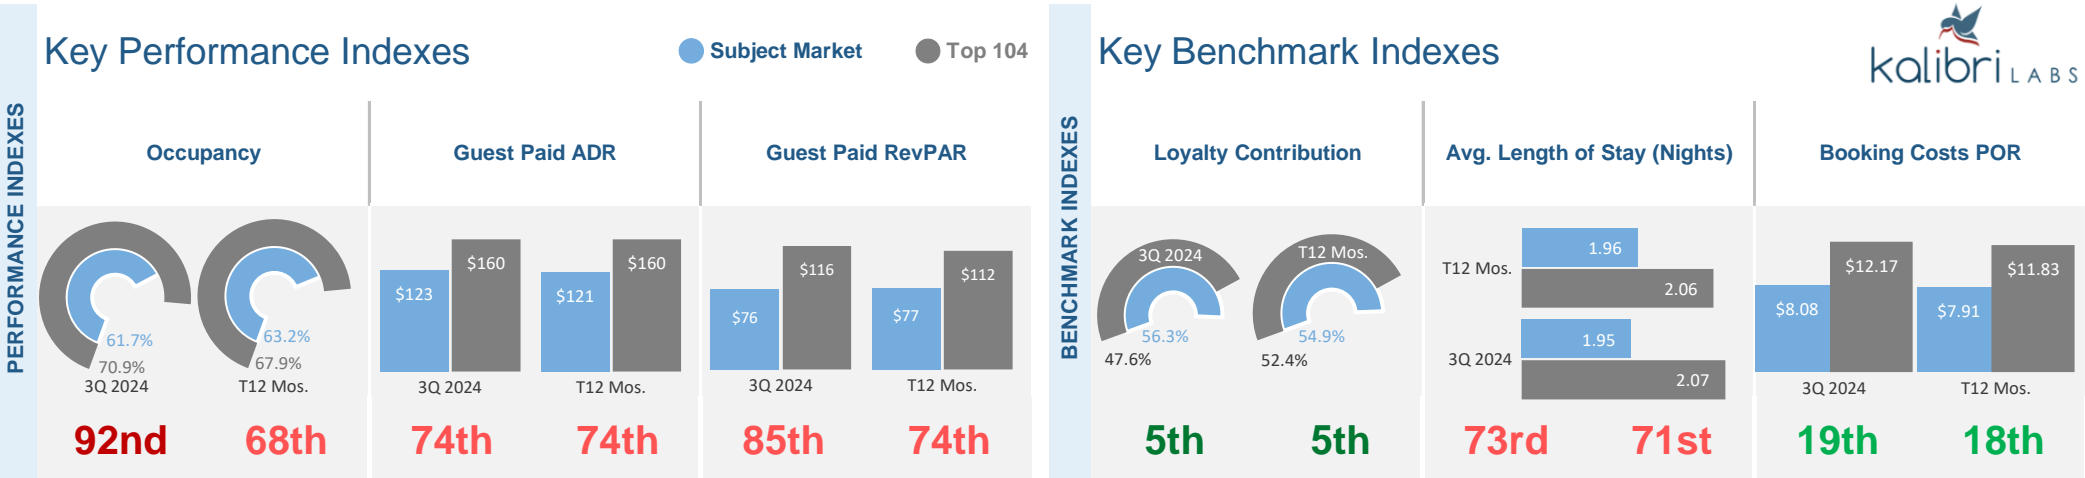 PERFORMANCE INDEXES
Key Performance Indexes
Subject Market
Top 104
Occupancy
Guest Paid ADR
Guest Paid RevPAR
61.7%
70.9%
3Q 2024
63.2%
67.9%
T12 Mos.
$123
$160
3Q 2024
$121
$160
T12 Mos.
$76
$116
3Q 2024
$77
$112
T12 Mos.
92nd
68th
74th
74th
85th
74th
BENCHMARK INDEXES
Key Benchmark Indexes
kalibri LABS
Loyalty Contribution
Avg. Length of Stay (Nights)
Booking Costs POR
3Q 2024
56.3%
47.6%
T12 Mos.
54.9%
52.4%
T12 Mos.
1.96
2.06
3Q 2024
1.95
2.07
$8.08
$12.17
3Q 2024
$7.91
$11.83
T12 Mos.
5th
5th
73rd
71st
19th
18th